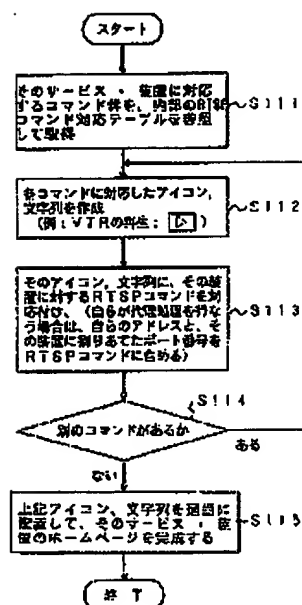 スタート
そのサービス・装置に対応
するコマンド群を、内部のRTSP
コマンド対応テーブルを参照
して取得
S111
各コマンドに対応したアイコン,
文字列を作成
(例:VTRの再生: ▷ )
S112
そのアイコン,文字列に、その装
置に対するRTSPコマンドを対
応付け、(自らが代理処理を行な
う場合は、自らのアドレスと、そ
の装置に割りあてたポート番号を
RTSPコマンドに含める)
S113
S114
別のコマンドがあるか
ある
ない
上記アイコン、文字列を適当に
配置して、そのサービス・装
置のホームページを完成する
S115
終了